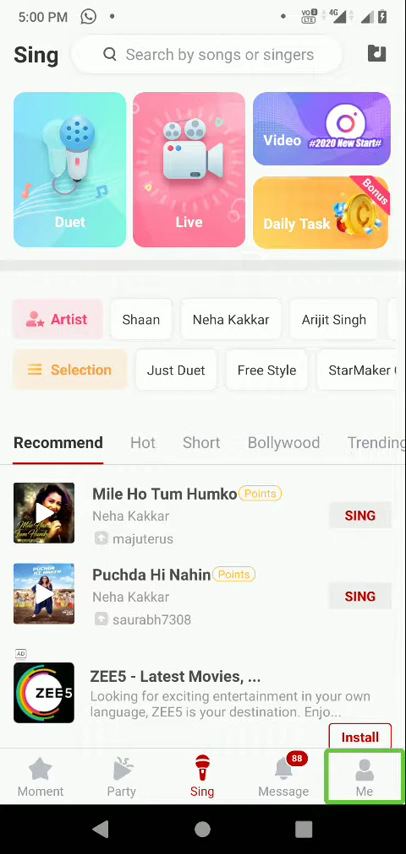 5:00 PM
VO LTE 4G
Sing
Search by songs or singers
Duet
Live
Video
#2020 New Start#
Daily Task
Bonus
Artist
Shaan
Neha Kakkar
Arijit Singh
Selection
Just Duet
Free Style
StarMaker
Recommend
Hot
Short
Bollywood
Trending
Mile Ho Tum Humko Points
Neha Kakkar
majuterus
SING
Puchda Hi Nahin Points
Neha Kakkar
saurabh7308
SING
AD
ZEE5
ZEE5 - Latest Movies, ...
Looking for exciting entertainment in your own
language, ZEE5 is your destination. Enjo...
Install
88
Moment
Party
Sing
Message
Me